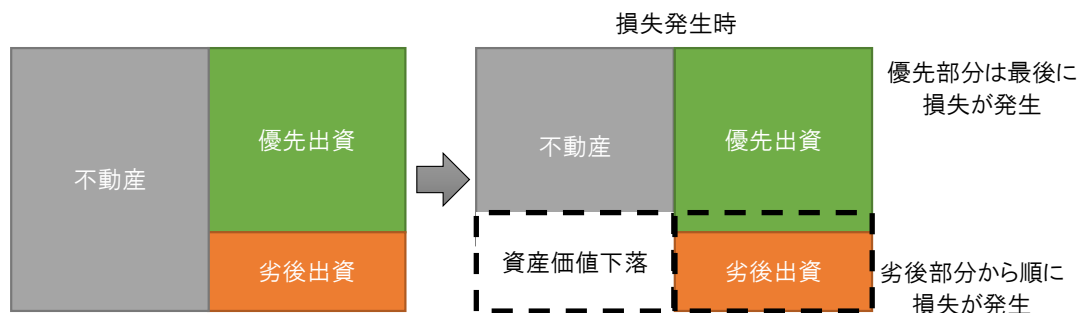 損失発生時
不動産
優先出資
劣後出資
不動産
優先出資
資産価値下落
劣後出資
優先部分は最後に
損失が発生
劣後部分から順に
損失が発生